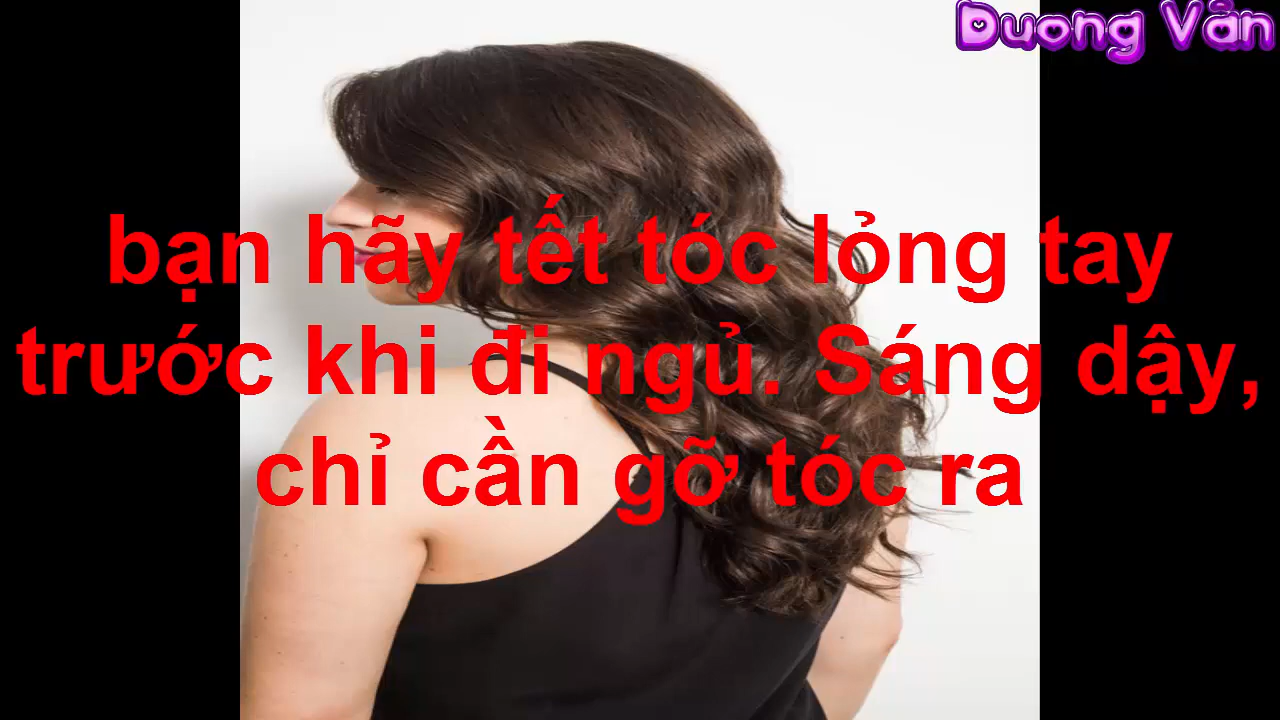 Duong Văn
bạn hãy tết tóc lỏng tay
trước khi đi ngủ. Sáng dậy,
chỉ cần gỡ tóc ra